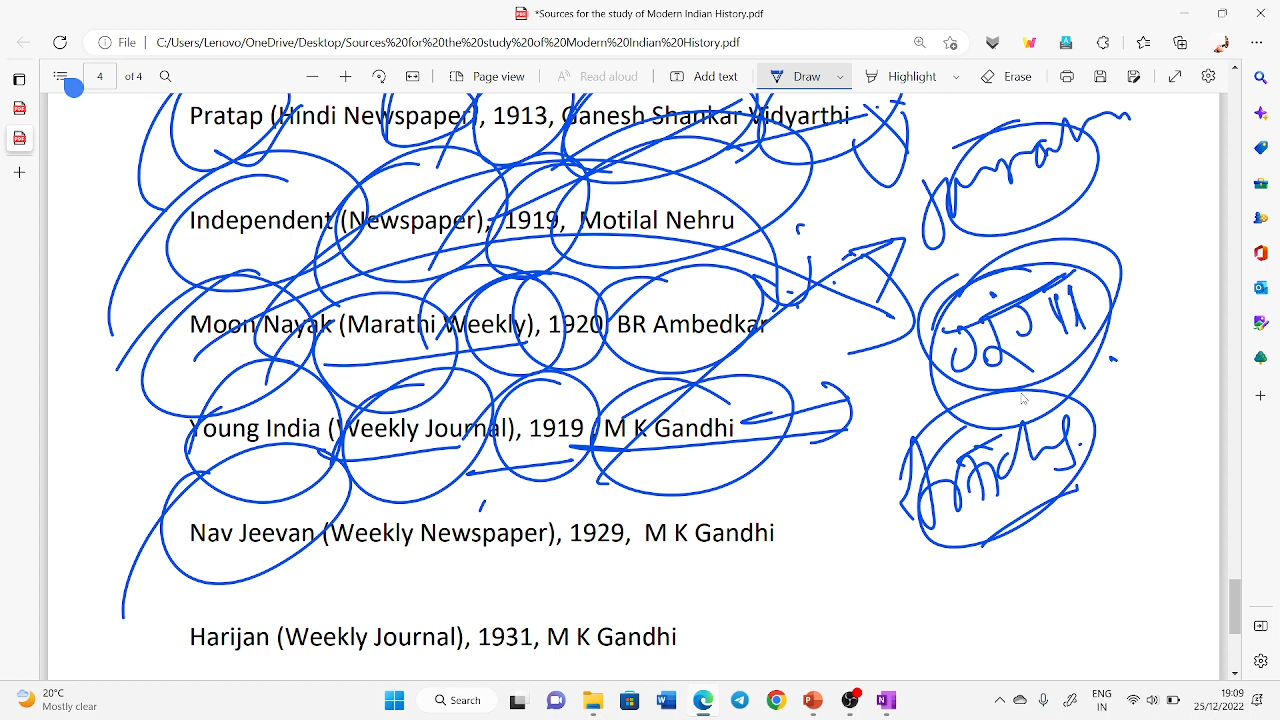 *Sources for the study of Modern Indian History.pdf
File C:/Users/Lenovo/OneDrive/Desktop/Sources%20for%20the%20study%20of%20Modern%20Indian%20History.pdf
4 of 4 Page view Read aloud Add text Draw Highlight Erase
Pratap (Hindi Newspaper), 1913, Ganesh Shankar Vidyarthi
Independent (Newspaper), 1919, Motilal Nehru
Moon Nayak (Marathi Weekly), 1920, BR Ambedkar
Young India (Weekly Journal), 1919 , M K Gandhi
Nav Jeevan (Weekly Newspaper), 1929, M K Gandhi
Harijan (Weekly Journal), 1931, M K Gandhi
20°C
Mostly clear
Search
ENG
IN
19:09
25/12/2022